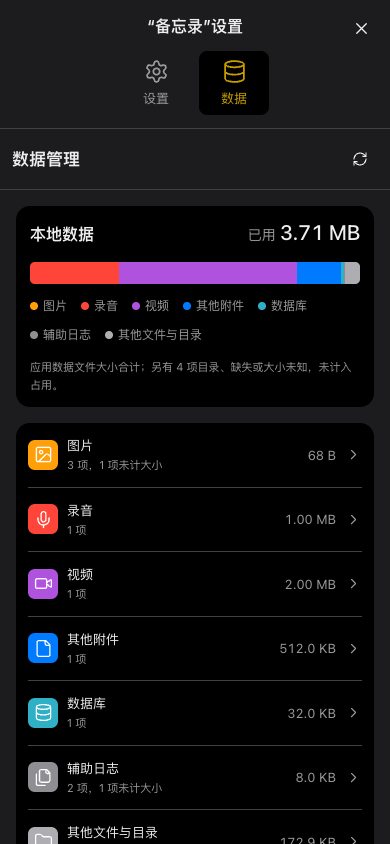 “备忘录”设置
设置
数据
数据管理
本地数据
已用 3.71 MB
图片 录音 视频 其他附件 数据库
辅助日志 其他文件与目录
应用数据文件大小合计；另有 4 项目录、缺失或大小未知，未计入
占用。
图片
3 项，1 项未计大小
68 B
录音
1 项
1.00 MB
视频
1 项
2.00 MB
其他附件
1 项
512.0 KB
数据库
1 项
32.0 KB
辅助日志
2 项，1 项未计大小
8.0 KB
其他文件与目录
172.9 KB